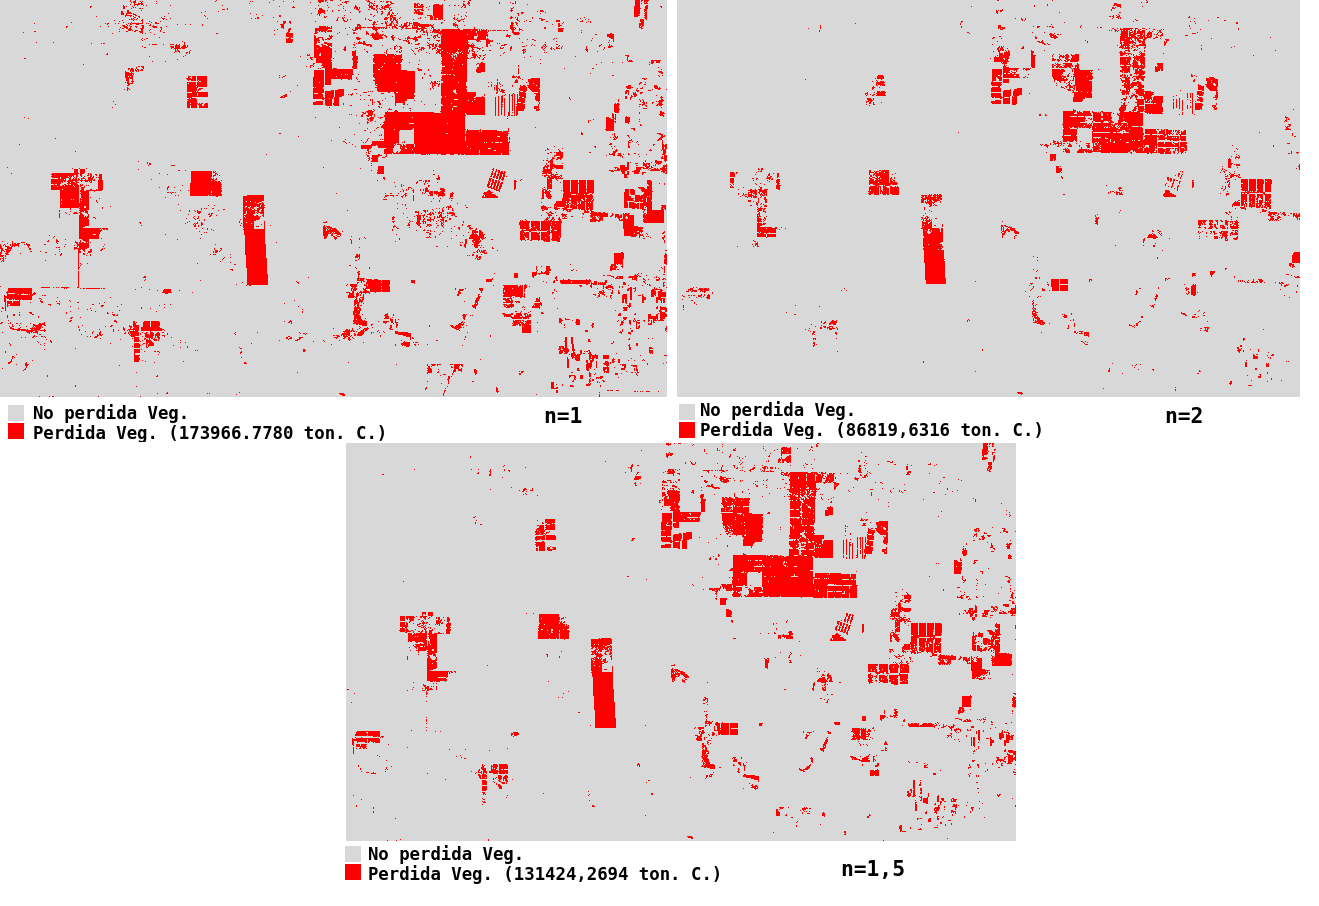 No perdida Veg.
Perdida Veg. (173966.7780 ton. C.)
n=1
No perdida Veg.
Perdida Veg. (86819,6316 ton. C.)
n=2
No perdida Veg.
Perdida Veg. (131424,2694 ton. C.)
n=1,5